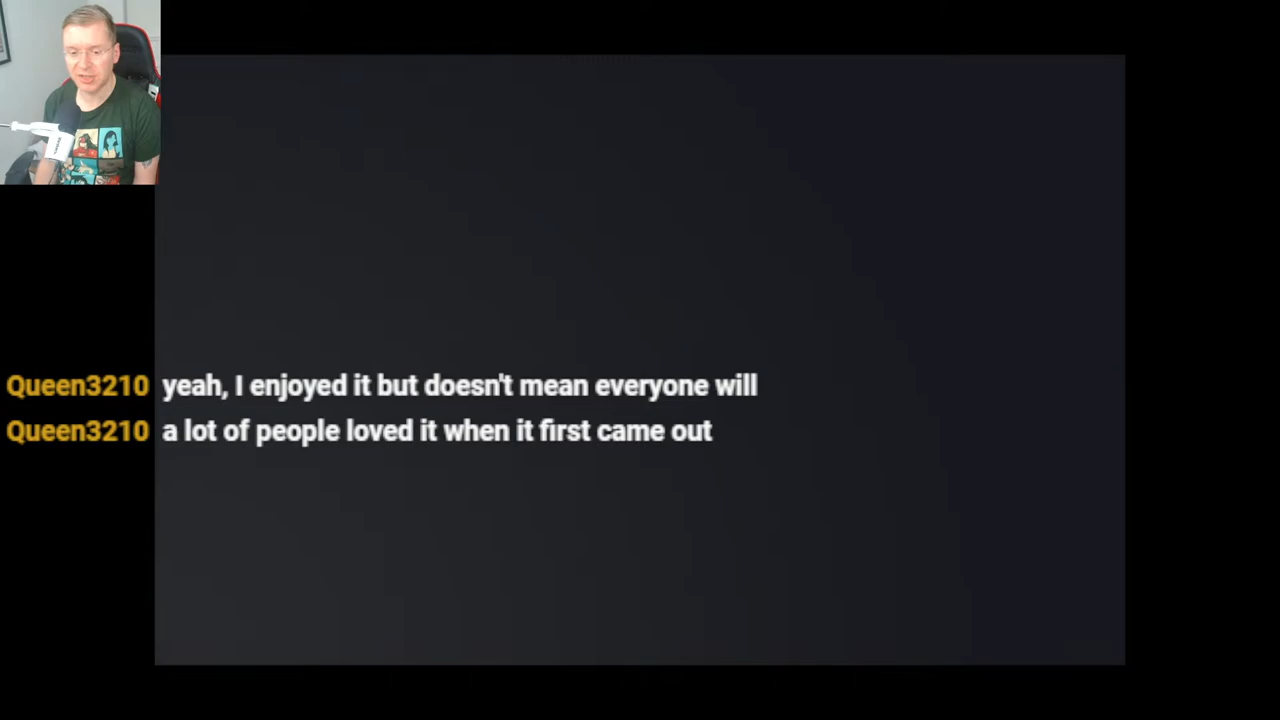 Queen3210 yeah, I enjoyed it but doesn't mean everyone will
Queen3210 a lot of people loved it when it first came out